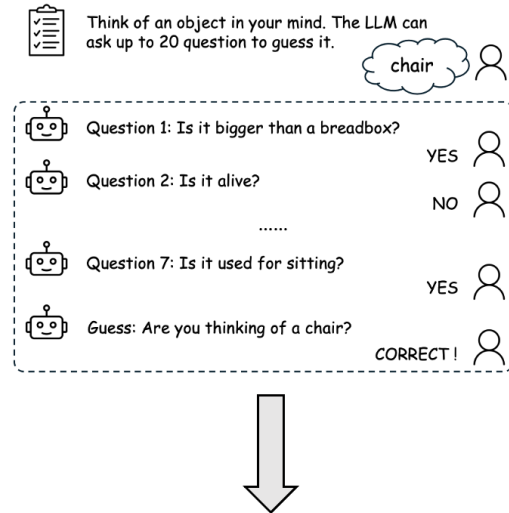 Think of an object in your mind. The LLM can
ask up to 20 question to guess it.
chair
Question 1: Is it bigger than a breadbox?
YES
Question 2: Is it alive?
NO
......
Question 7: Is it used for sitting?
YES
Guess: Are you thinking of a chair?
CORRECT !